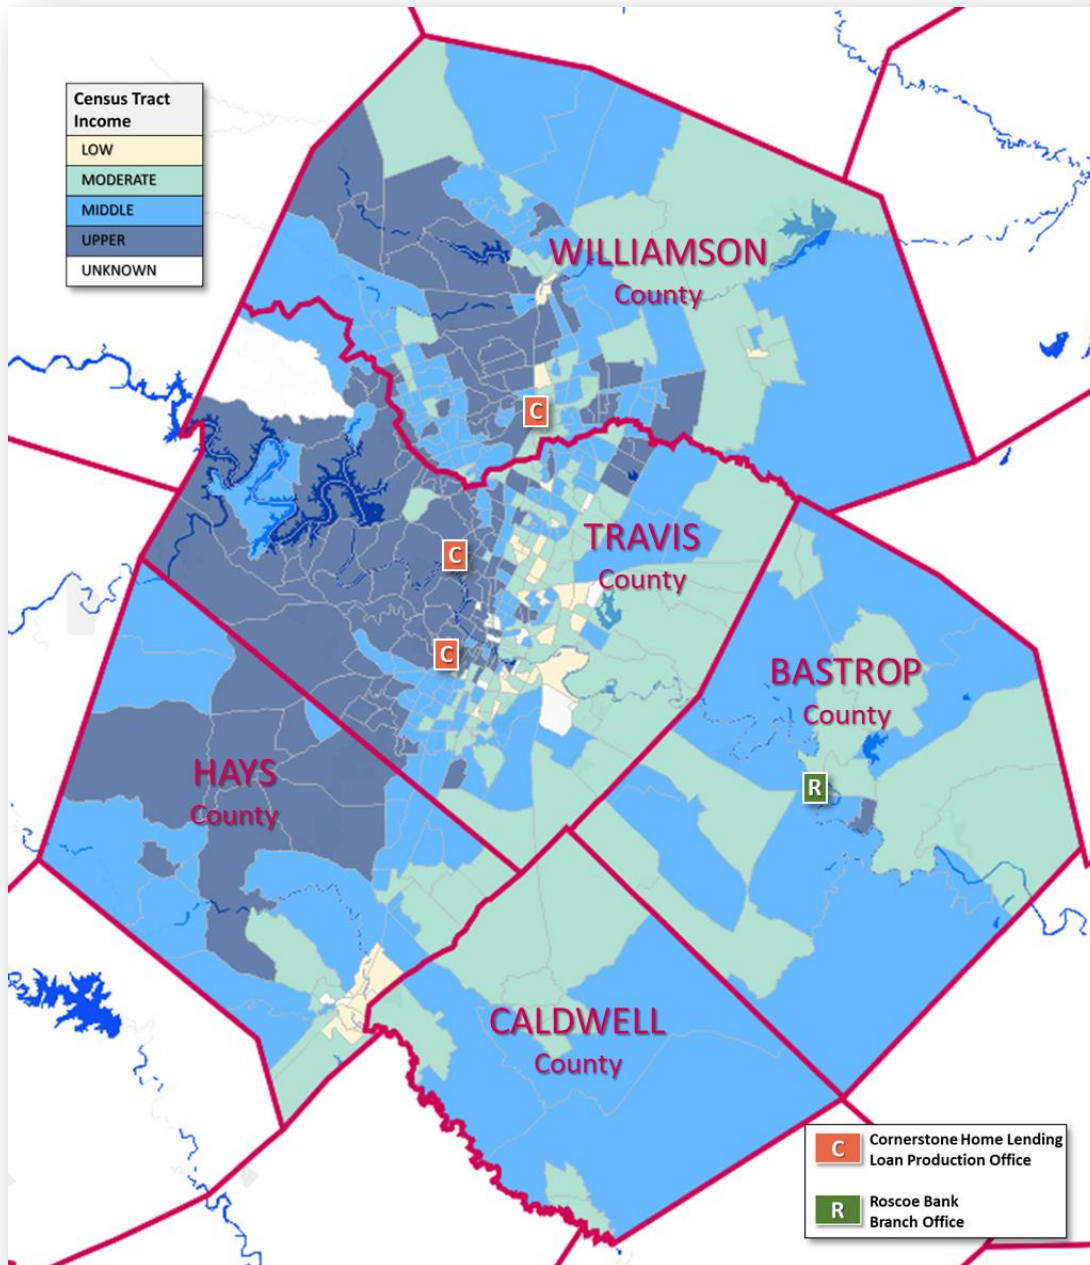 Census Tract
Income
LOW
MODERATE
MIDDLE
UPPER
UNKNOWN
WILLIAMSON
County
C
TRAVIS
County
C
C
BASTROP
County
R
HAYS
County
CALDWELL
County
C Cornerstone Home Lending
Loan Production Office
R Roscoe Bank
Branch Office